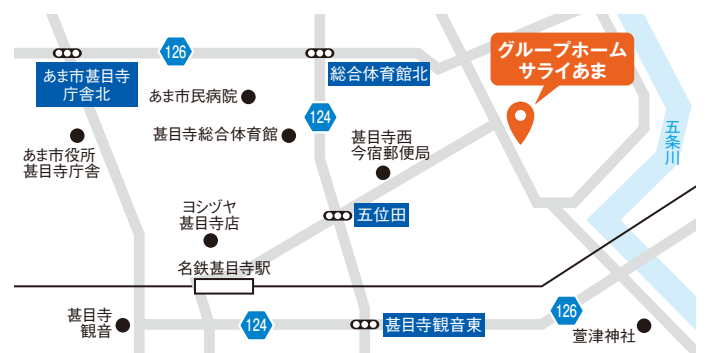 126
グループホーム
サライあま
あま市甚目寺
庁舎北
総合体育館北
あま市民病院
124
甚目寺総合体育館
甚目寺西
今宿郵便局
五条川
あま市役所
甚目寺庁舎
ヨシヅヤ
甚目寺店
五位田
名鉄甚目寺駅
甚目寺
観音
124
甚目寺観音東
126
萱津神社